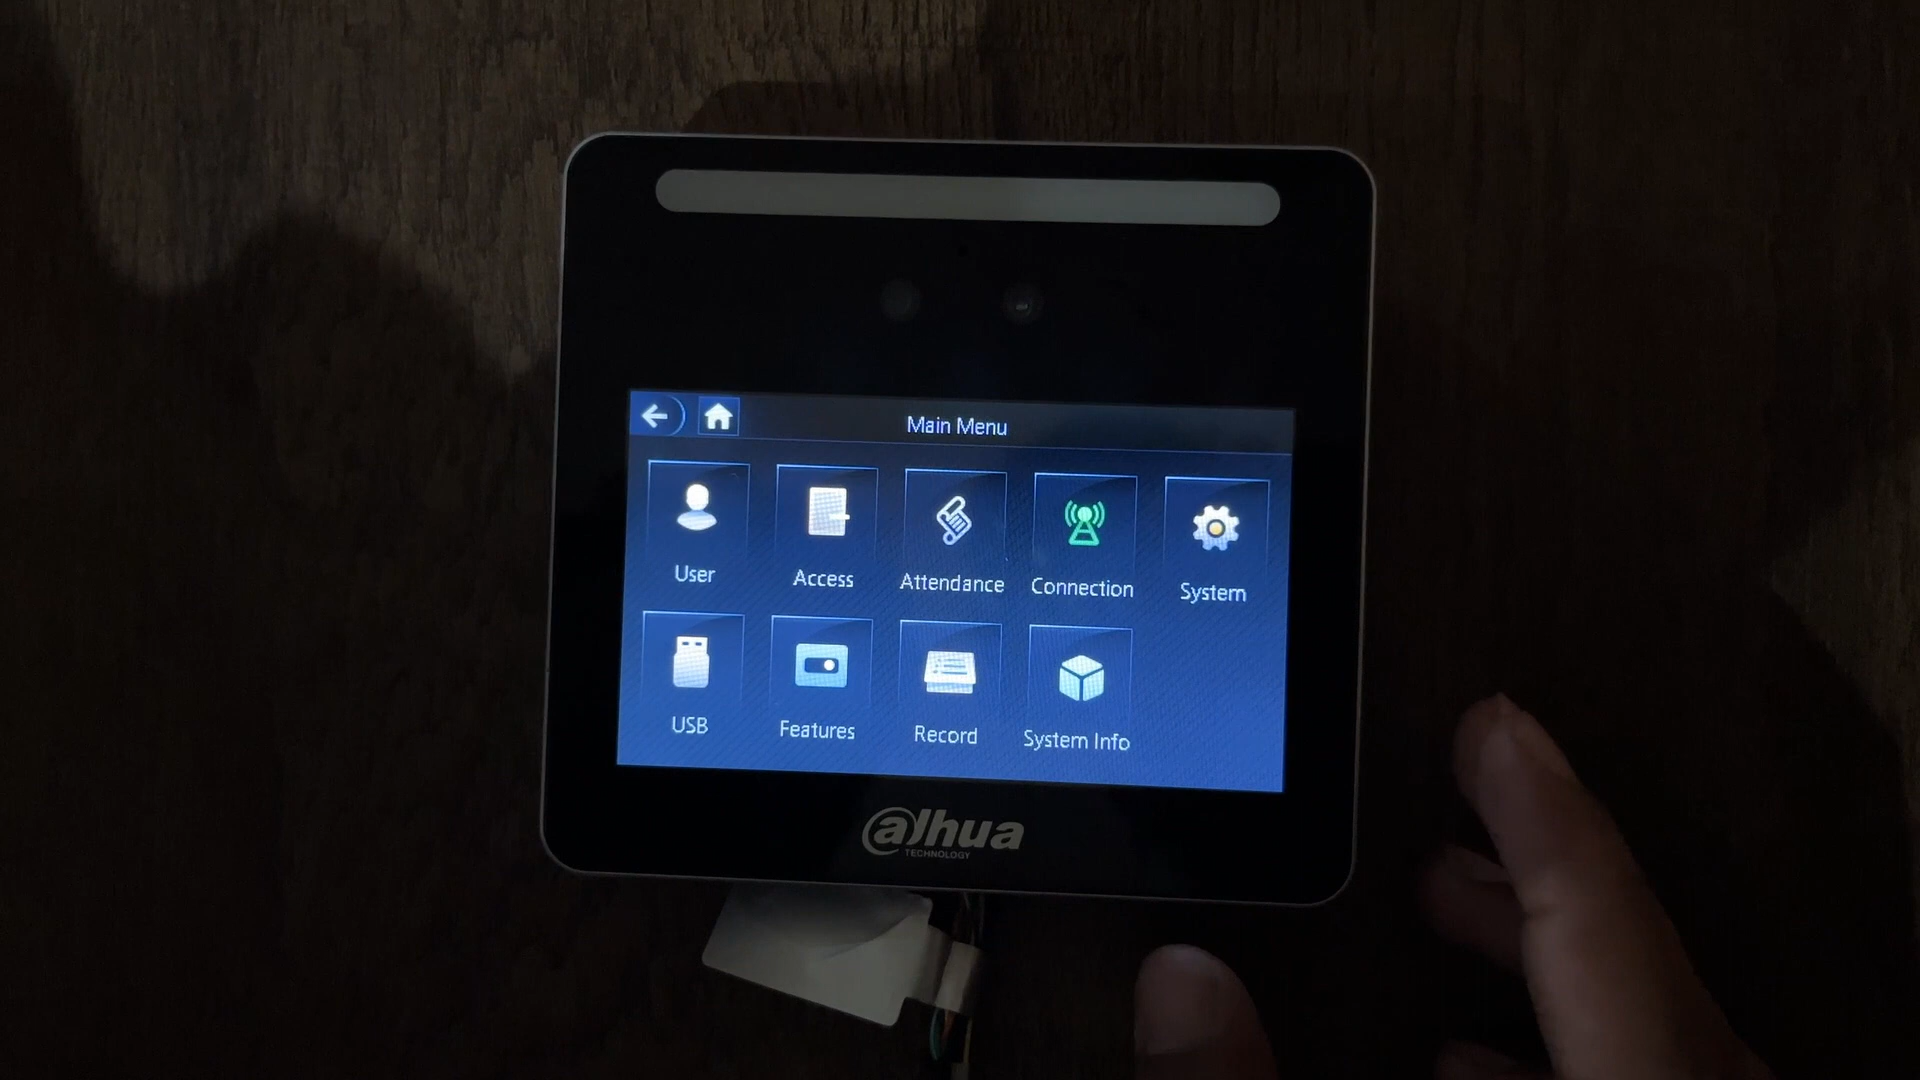 Main Menu
User
Access
Attendance
Connection
System
USB
Features
Record
System Info
alhua
TECHNOLOGY